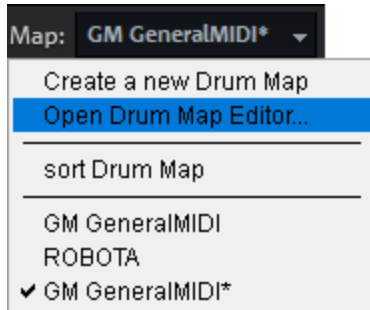 Map: GM GeneralMIDI*
Create a new Drum Map
Open Drum Map Editor...
sort Drum Map
GM GeneralMIDI
ROBOTA
✔ GM GeneralMIDI*